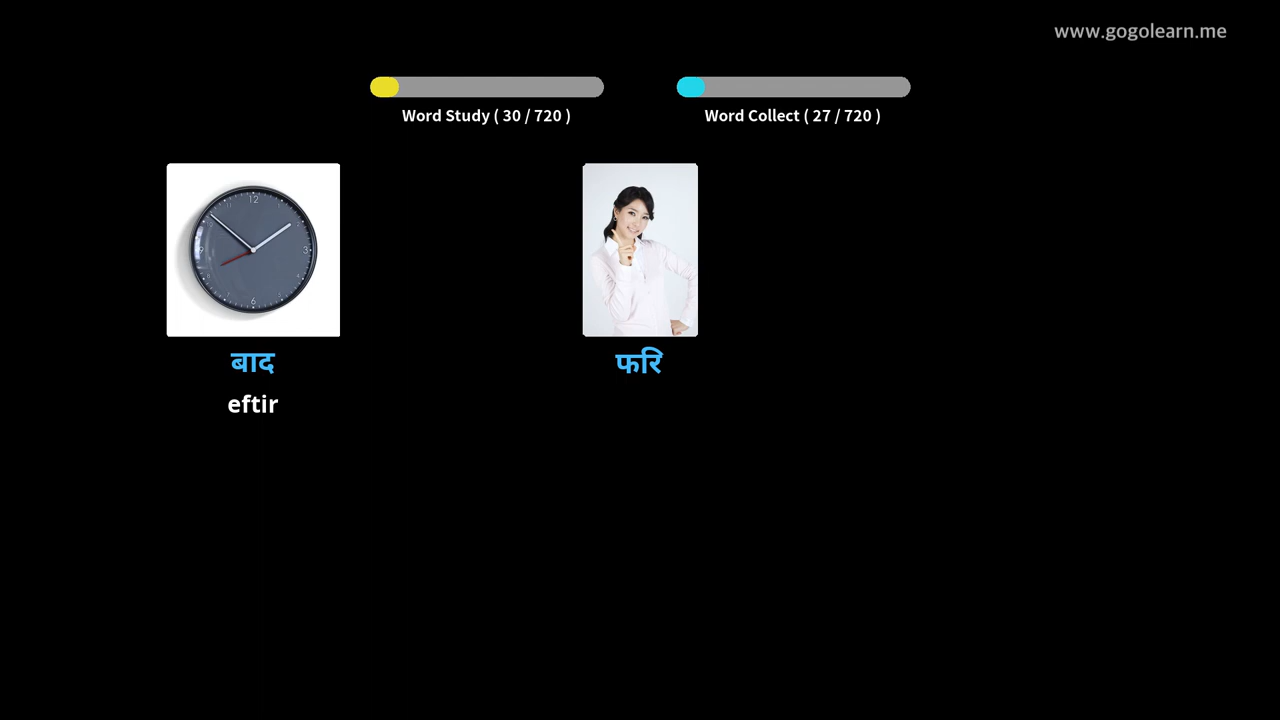 www.gogolearn.me
Word Study ( 30 / 720 )
Word Collect ( 27 / 720 )
बाद
फरि
eftir